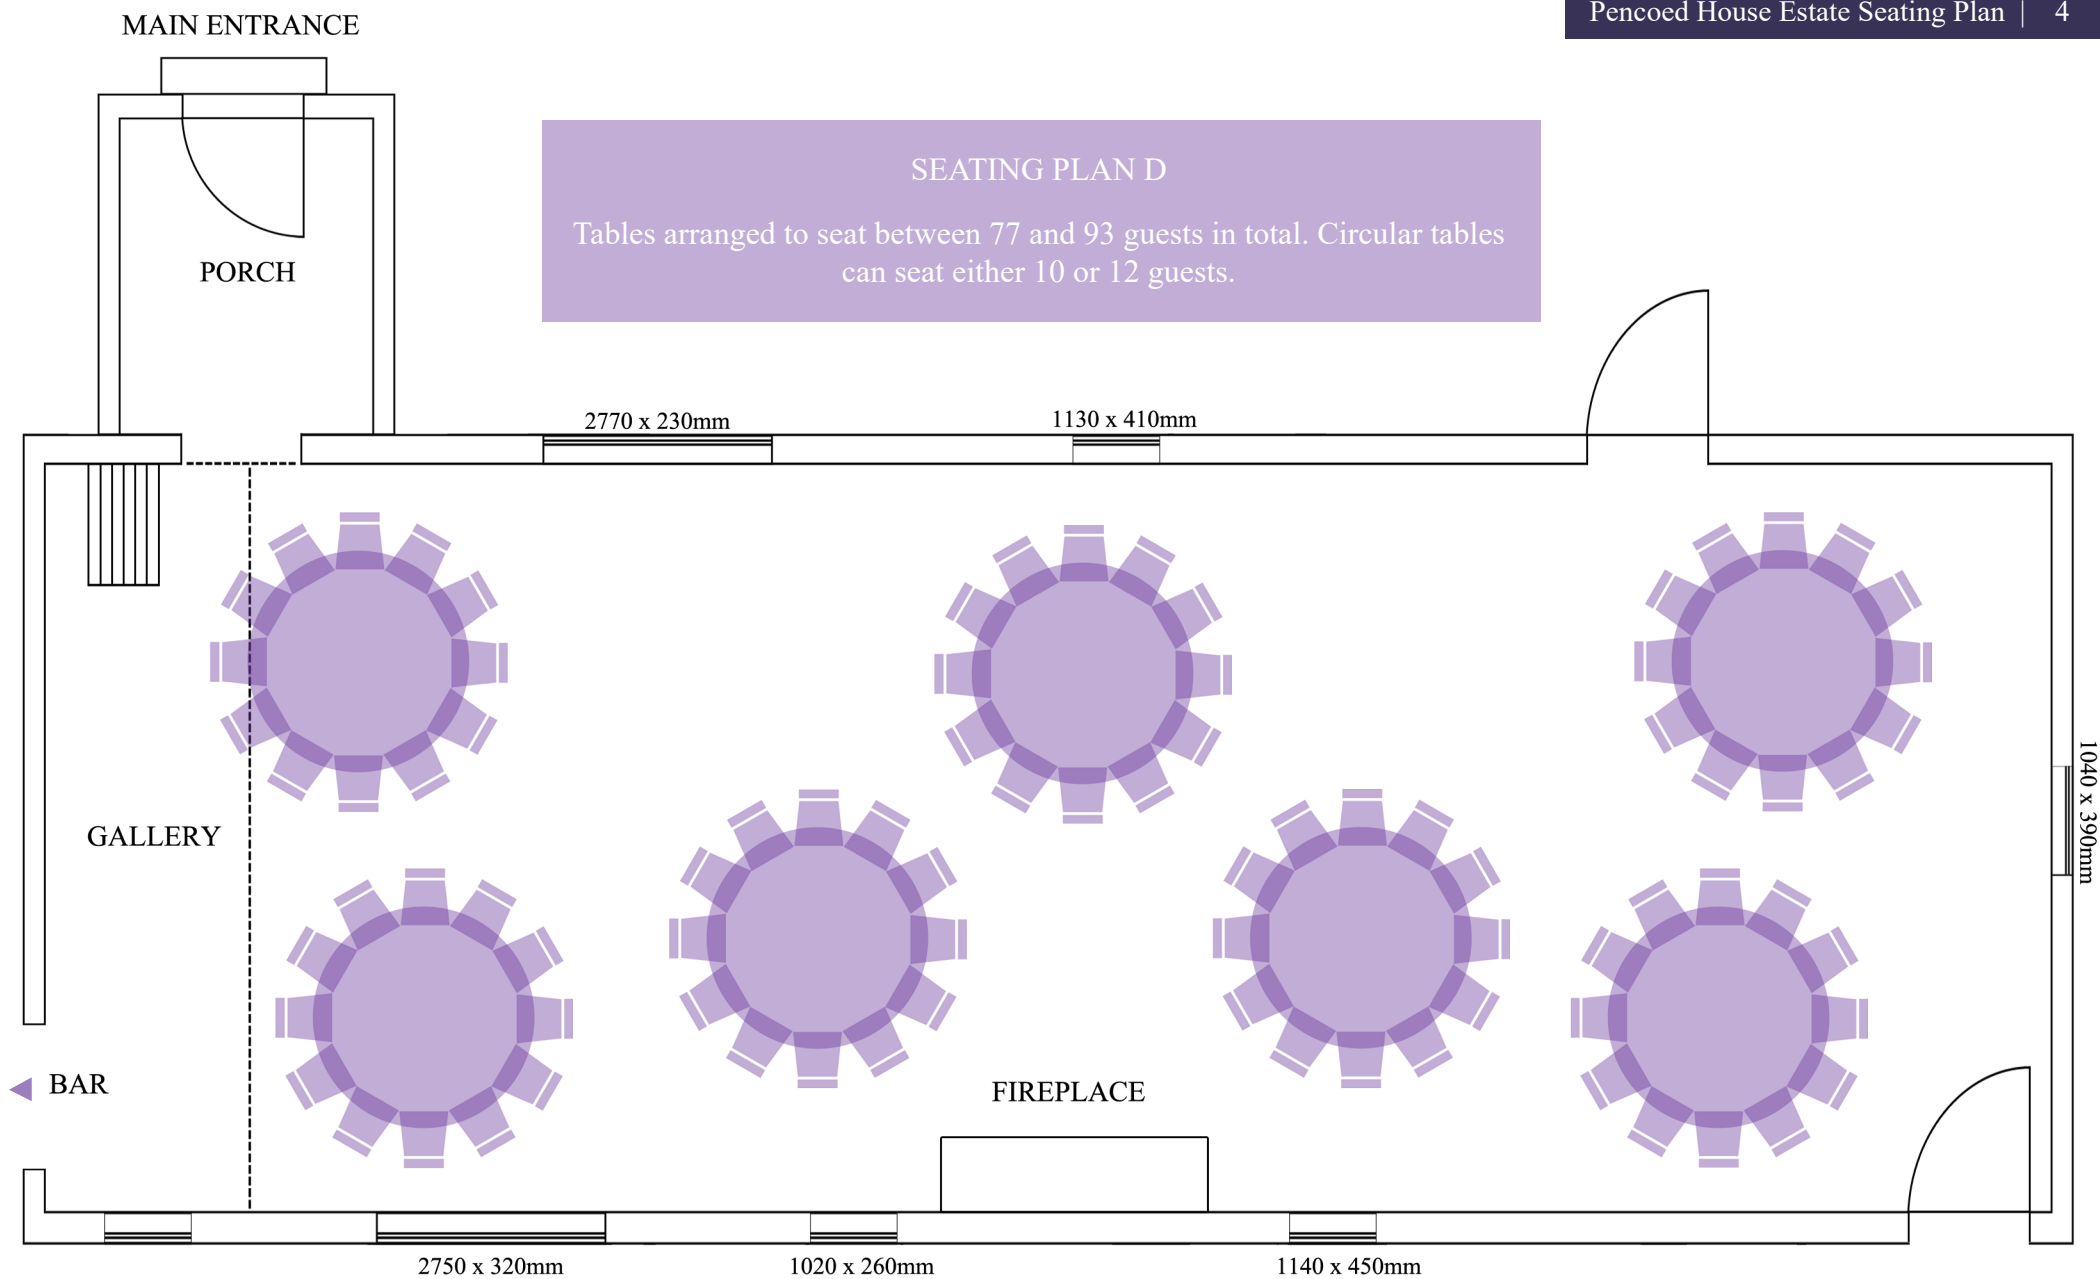 Pencoed House Estate Seating Plan | 4
MAIN ENTRANCE
SEATING PLAN D
Tables arranged to seat between 77 and 93 guests in total. Circular tables
can seat either 10 or 12 guests.
PORCH
2770 x 230mm
1130 x 410mm
1040 x 390mm
GALLERY
BAR
FIREPLACE
2750 x 320mm
1020 x 260mm
1140 x 450mm